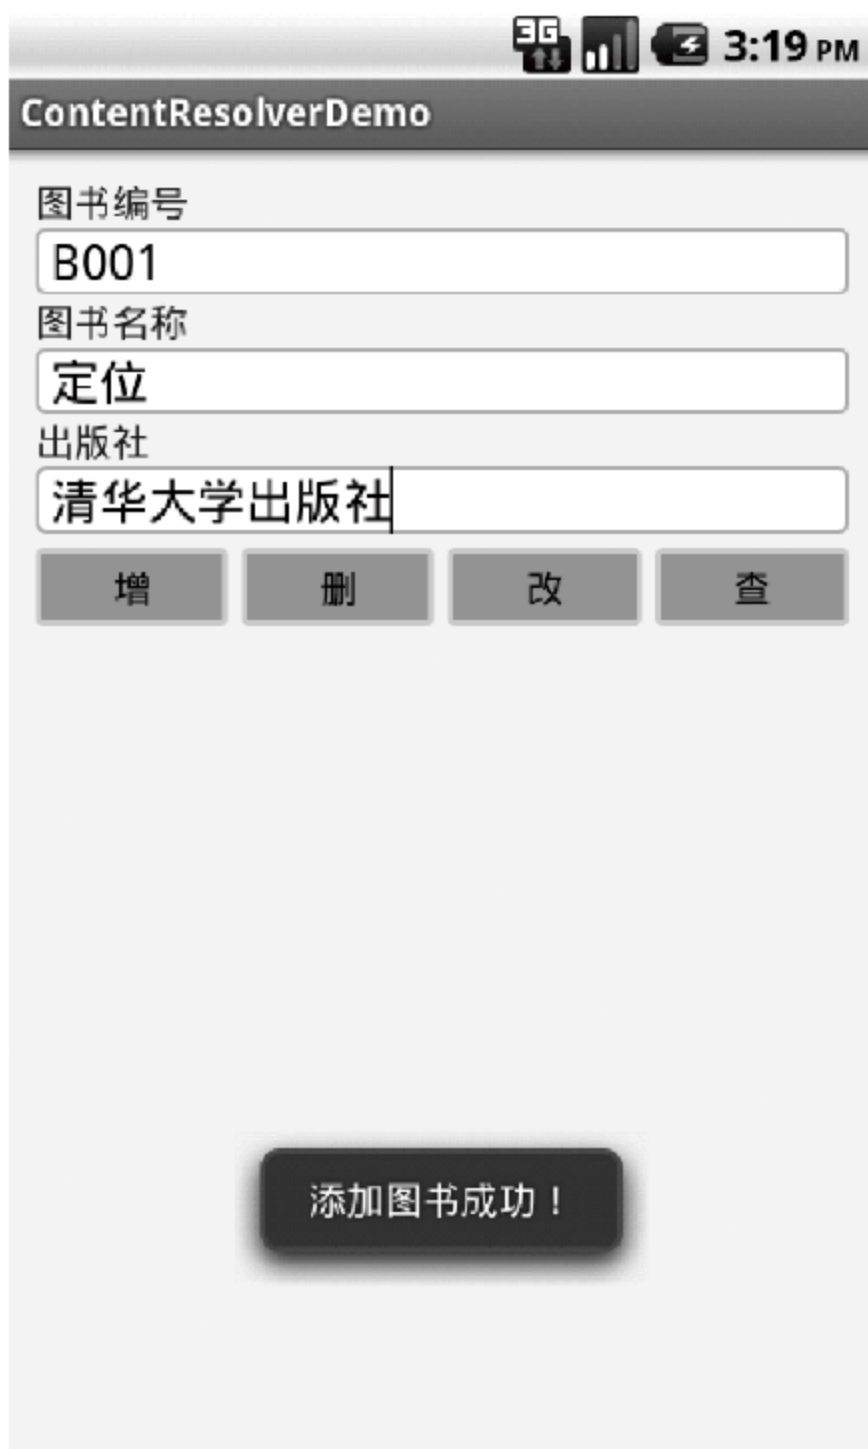 3G 3:19 PM
ContentResolverDemo
图书编号
B001
图书名称
定位
出版社
清华大学出版社
增 删 改 查
添加图书成功！